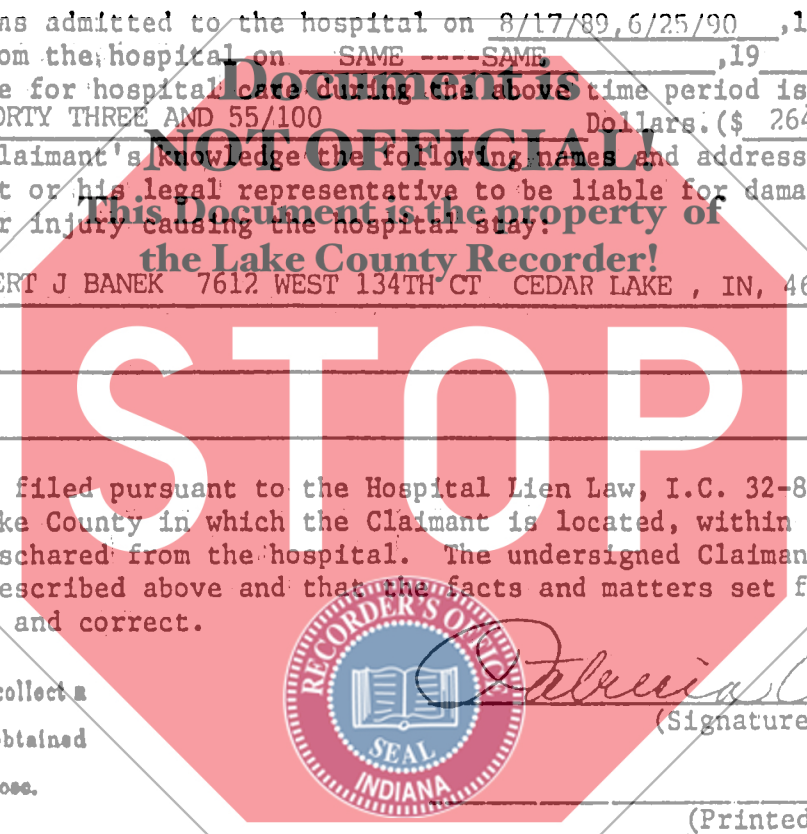 as admitted to the hospital on 8/17/89,6/25/90 ,1
om the hospital on SAME ----SAME ,19
e for hospital care during the above time period is
ORTY THREE AND 55/100 Dollars.($ 264
laimant's knowledge the following names and address
t or his legal representative to be liable for dama
r injury causing the hospital stay:
ERT J BANEK 7612 WEST 134TH CT CEDAR LAKE , IN, 46
Document is
NOT OFFICIAL!
This Document is the property of
the Lake County Recorder!
STOP
filed pursuant to the Hospital Lien Law, I.C. 32-8
ke County in which the Claimant is located, within
schared from the hospital. The undersigned Claiman
escribed above and that the facts and matters set f
and correct.
RECORDER'S OFFICE
SEAL
INDIANA
collect a
obtained
ose.
Patricia
(Signature
(Printed